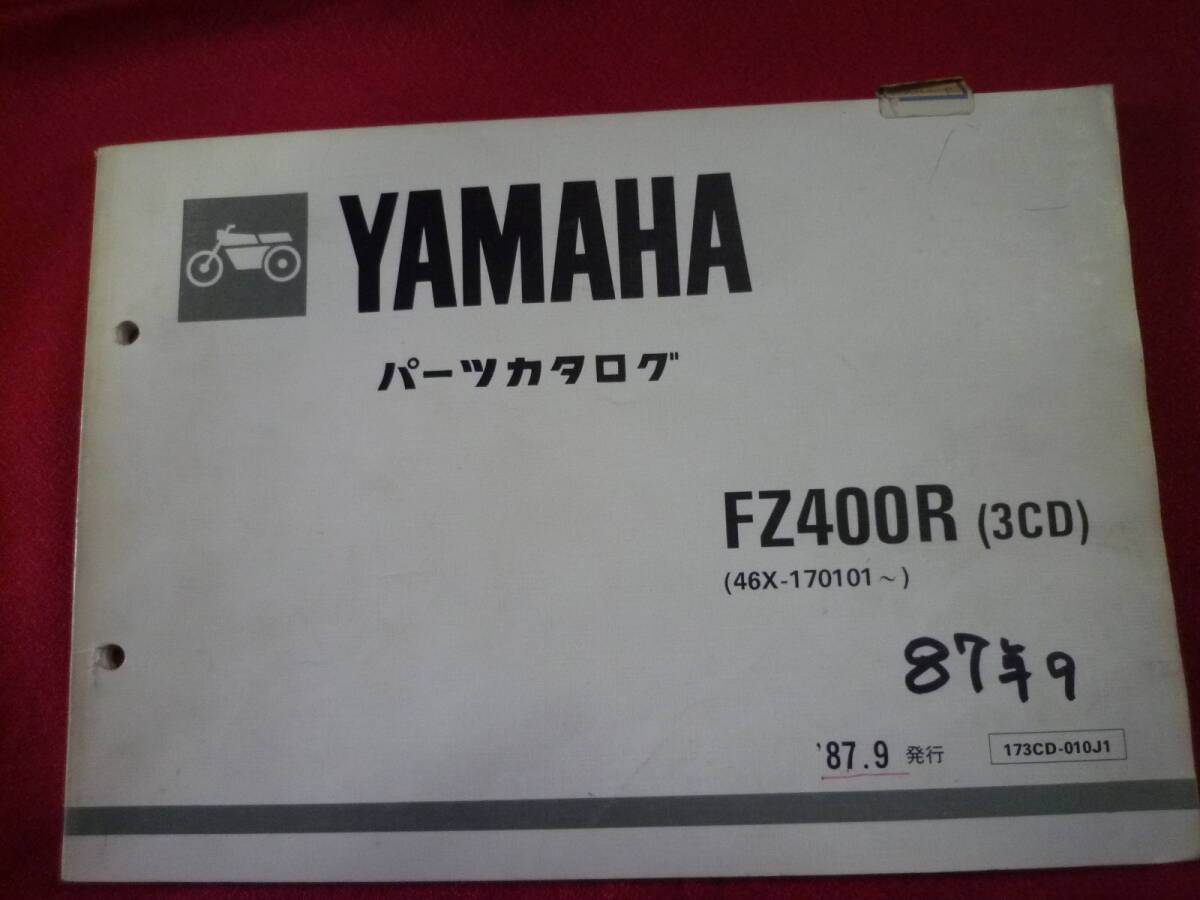 YAMAHA
パーツカタログ
FZ400R (3CD)
(46X-170101～)
87年9
'87.9 発行
173CD-010J1